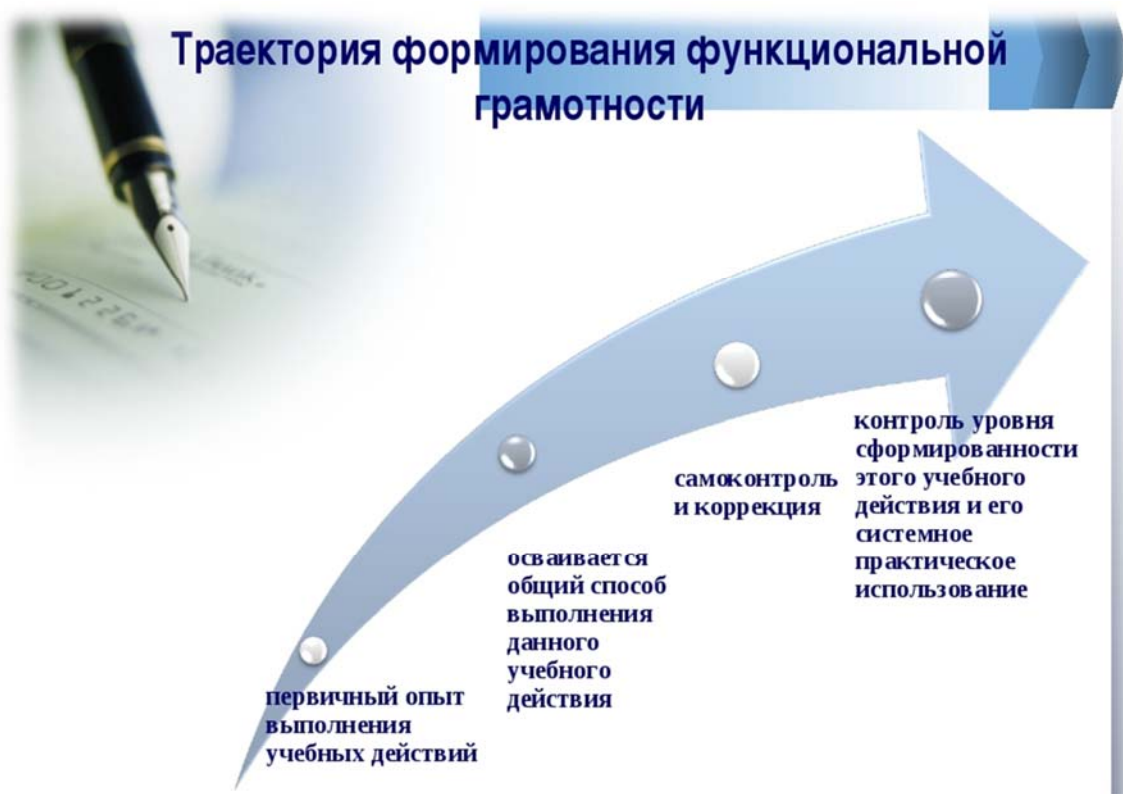 Траектория формирования функциональной
грамотности
первичный опыт
выполнения
учебных действий
осваивается
общий способ
выполнения
данного
учебного
действия
самоконтроль
и коррекция
контроль уровня
сформированности
этого учебного
действия и его
системное
практическое
использование